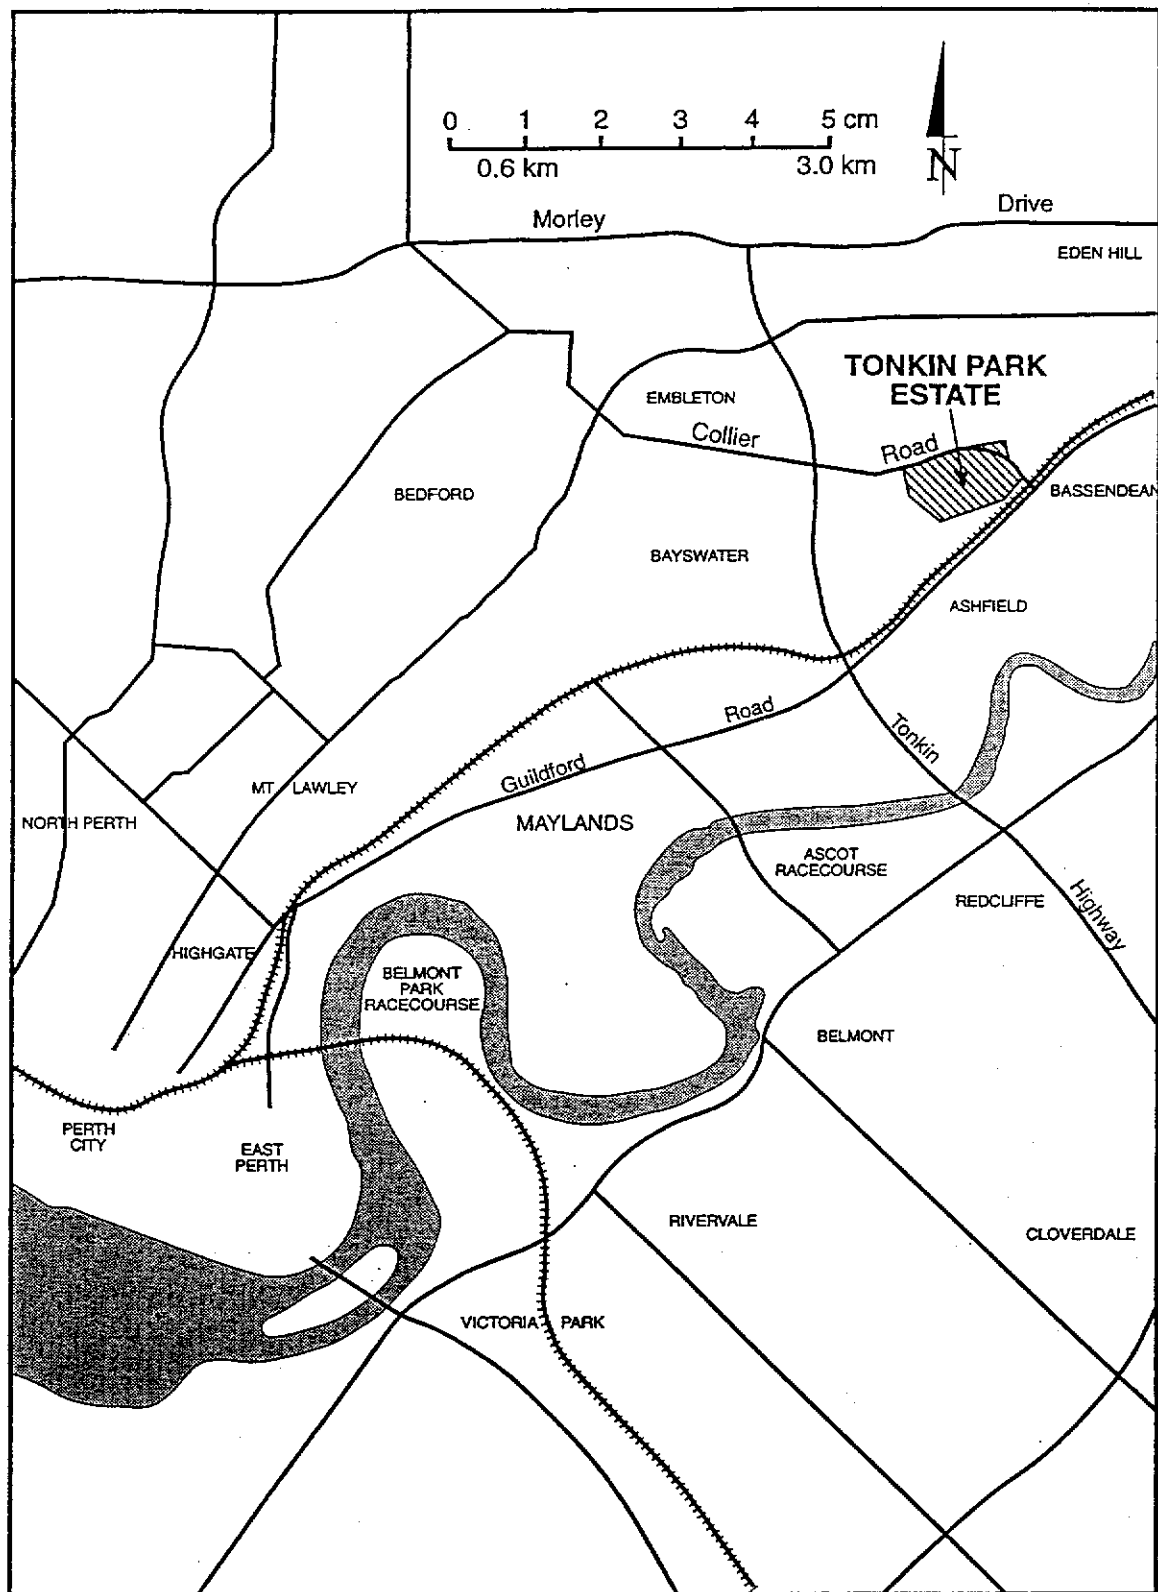 0 1 2 3 4 5 cm
0.6 km 3.0 km
N
Morley Drive
EDEN HILL
TONKIN PARK
ESTATE
EMBLETON
Collier Road
BEDFORD
BASSENDEAN
BAYSWATER
ASHFIELD
Guildford Road
Tonkin Highway
MT LAWLEY
NORTH PERTH
MAYLANDS
ASCOT
RACECOURSE
REDCLIFFE
HIGHGATE
BELMONT
PARK
RACECOURSE
BELMONT
PERTH
CITY
EAST
PERTH
RIVERVALE
CLOVERDALE
VICTORIA PARK